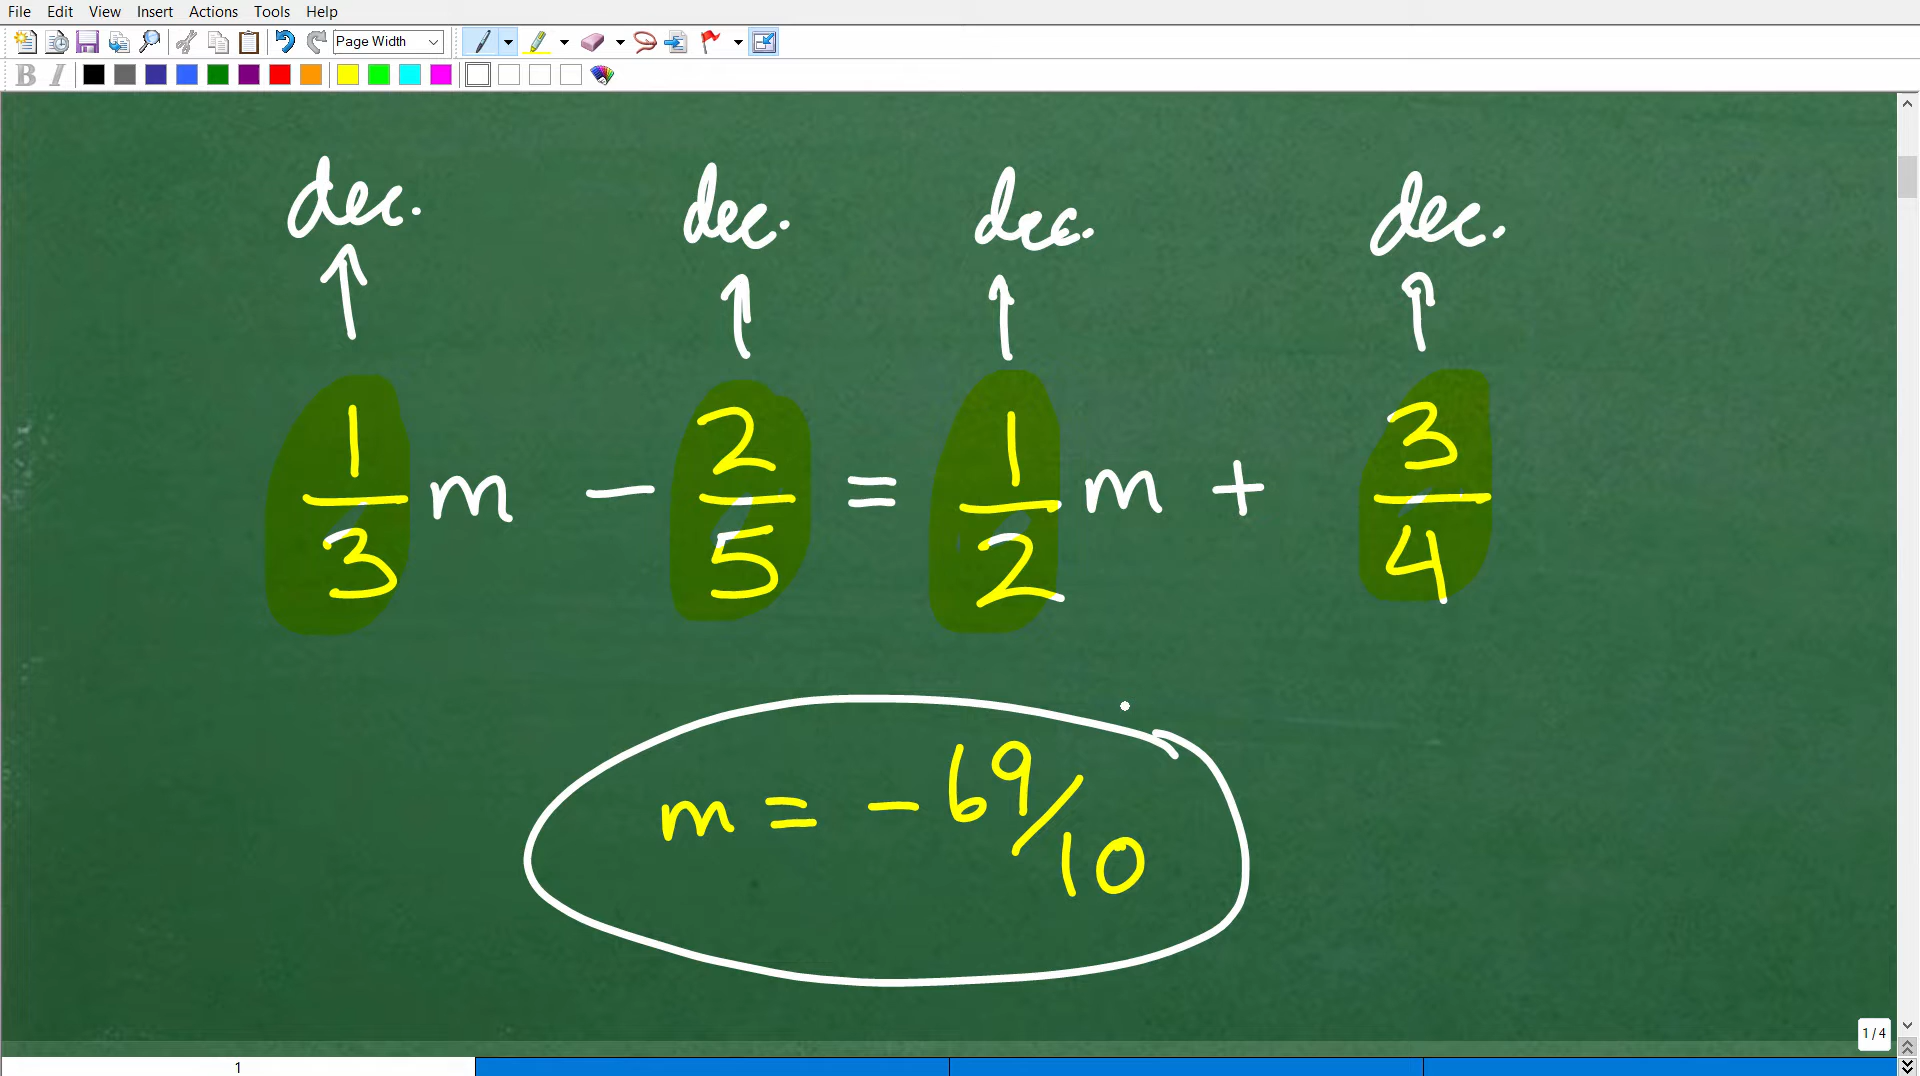 File Edit View Insert Actions Tools Help
Page Width
B I
dec. dec. dec. dec.
1/3 m - 2/5 = 1/2 m + 3/4
m = - 69/10
1 / 4
1